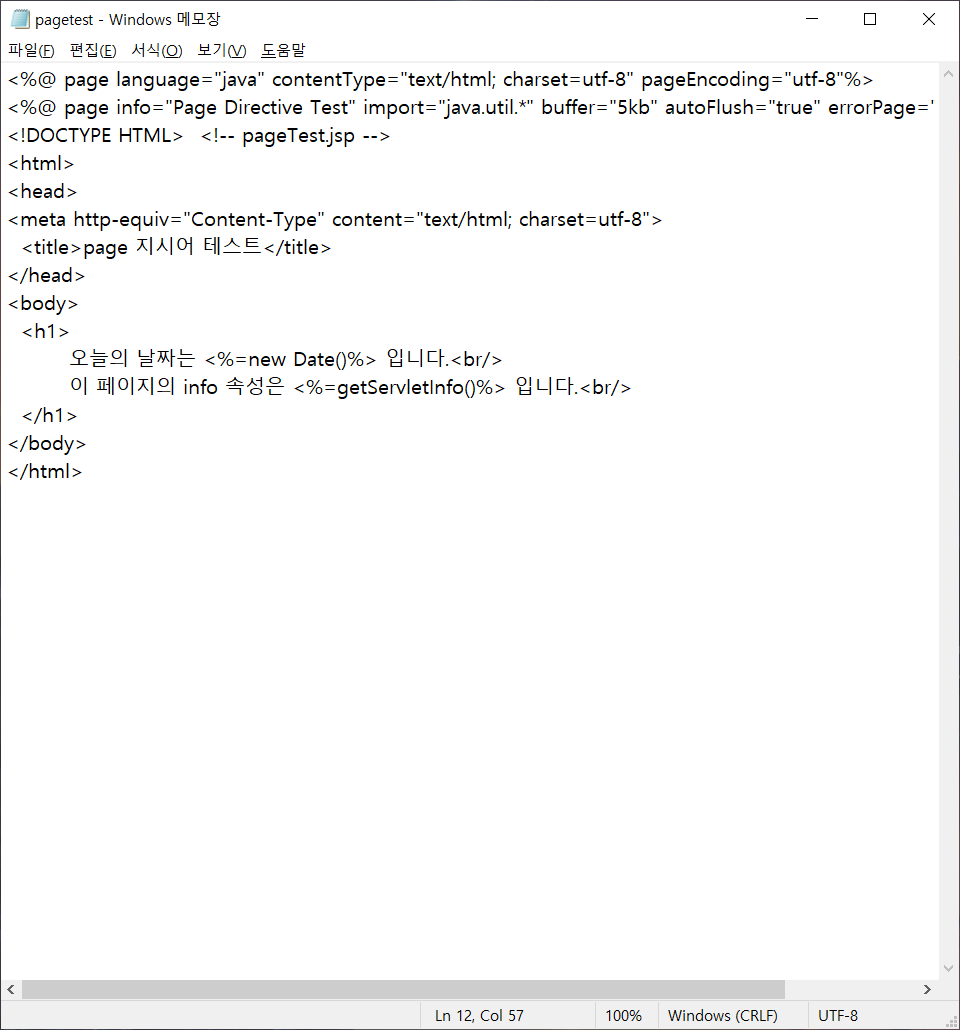 pagetest - Windows 메모장
파일(F) 편집(E) 서식(O) 보기(V) 도움말
<%@ page language="java" contentType="text/html; charset=utf-8" pageEncoding="utf-8"%>
<%@ page info="Page Directive Test" import="java.util.*" buffer="5kb" autoFlush="true" errorPage='
<!DOCTYPE HTML>   <!-- pageTest.jsp -->
<html>
<head>
<meta http-equiv="Content-Type" content="text/html; charset=utf-8">
  <title>page 지시어 테스트</title>
</head>
<body>
  <h1>
        오늘의 날짜는 <%=new Date()%> 입니다.<br/>
        이 페이지의 info 속성은 <%=getServletInfo()%> 입니다.<br/>
  </h1>
</body>
</html>
Ln 12, Col 57 100% Windows (CRLF) UTF-8